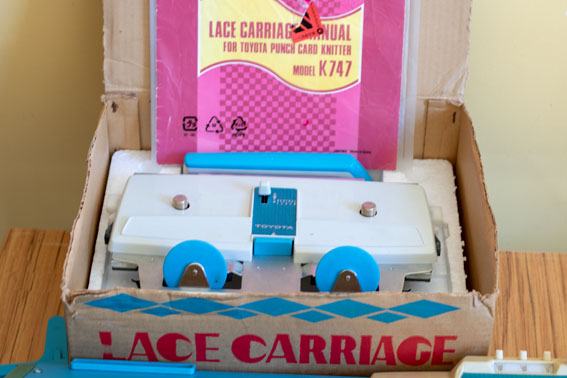 LACE CARRIAGE MANUAL
FOR TOYOTA PUNCH CARD KNITTER
MODEL K747
TOYOTA
LACE CARRIAGE